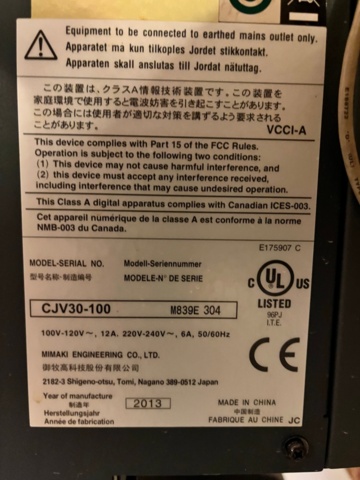 Equipment to be connected to earthed mains outlet only.
Apparatet ma kun tilkoples Jordet stikkontakt.
Apparaten skall anslutas till Jordat nätuttag.
この装置は、クラスA情報技術装置です。この装置を
家庭環境で使用すると電波妨害を引き起こすことがあります。
この場合には使用者が適切な対策を講ずるよう要求される
ことがあります。 VCCI-A
This device complies with Part 15 of the FCC Rules.
Operation is subject to the following two conditions:
(1) This device may not cause harmful interference, and
(2) this device must accept any interference received,
including interference that may cause undesired operation.
This Class A digital apparatus complies with Canadian ICES-003.
Cet appareil numérique de la classe A est conforme à la norme
NMB-003 du Canada.
E175907 C
MODEL-SERIAL NO. Modell-Seriennummer
型号名称-制造編号 MODELE-N° DE SERIE
C UL US
LISTED
96PJ
I.T.E.
CJV30-100 M839E 304
100V-120V～, 12A. 220V-240V～, 6A, 50/60Hz
MIMAKI ENGINEERING CO., LTD.
御牧高科技股份有限公司
2182-3 Shigeno-otsu, Tomi, Nagano 389-0512 Japan
CE
Year of manufacture
制造年
Herstellungsjahr
Année de fabrication
2013
MADE IN CHINA
中国制造
FABRIQUE AU CHINE JC